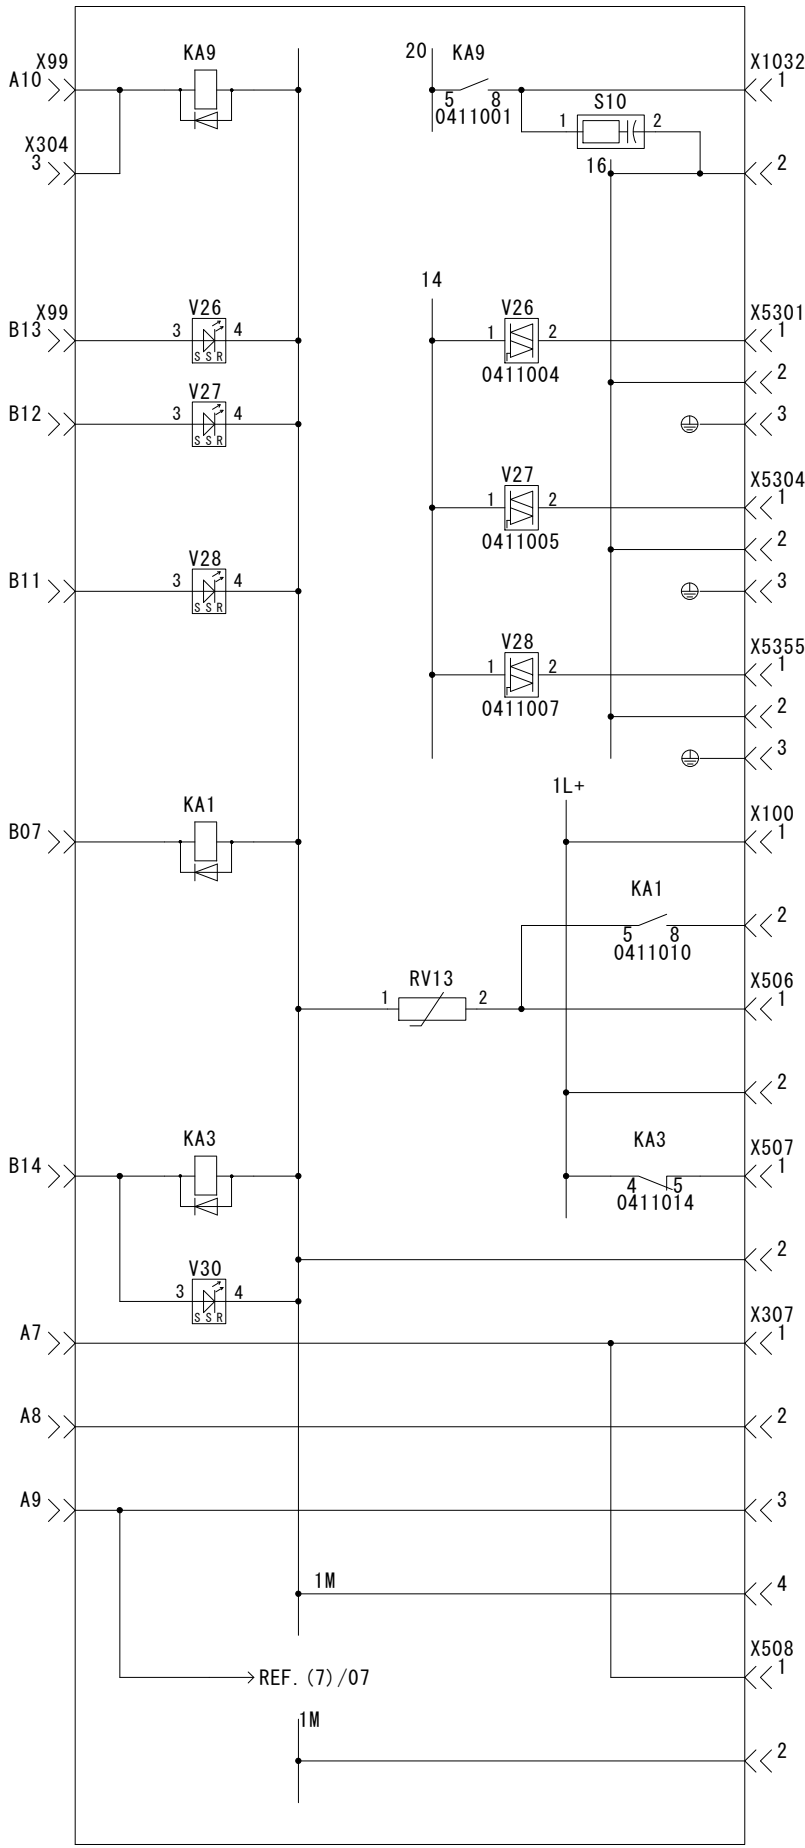 X99
KA9
20
KA9
X1032
A10
1
5
8
0411001
S10
1
2
X304
3
16
2
14
X99
V26
V26
X5301
B13
3
4
1
2
1
SSR
0411004
2
V27
B12
3
4
3
SSR
V27
X5304
1
2
1
0411005
2
V28
B11
3
4
3
SSR
V28
X5355
1
2
1
0411007
2
3
1L+
KA1
X100
B07
1
KA1
2
5
8
0411010
RV13
X506
1
2
1
2
KA3
KA3
X507
B14
1
4
5
0411014
2
V30
3
4
SSR
X307
A7
1
A8
2
A9
3
1M
4
X508
REF.(7)/07
1
1M
2